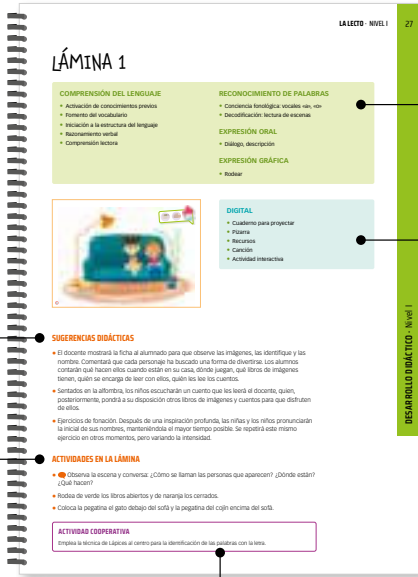 LA LECTO · NIVEL I
27
LÁMINA 1
COMPRENSIÓN DEL LENGUAJE
• Activación de conocimientos previos
• Fomento del vocabulario
• Iniciación a la estructura del lenguaje
• Razonamiento verbal
• Comprensión lectora
RECONOCIMIENTO DE PALABRAS
• Conciencia fonológica: vocales «a», «o»
• Decodificación: lectura de escenas
EXPRESIÓN ORAL
• Diálogo, descripción
EXPRESIÓN GRÁFICA
• Rodear
DIGITAL
• Cuaderno para proyectar
• Pizarra
• Recursos
• Canción
• Actividad interactiva
SUGERENCIAS DIDÁCTICAS
• El docente mostrará la ficha al alumnado para que observe las imágenes, las identifique y las
nombre. Comentará que cada personaje ha buscado una forma de divertirse. Los alumnos
contarán qué hacen ellos cuando están en su casa, dónde juegan, qué libros de imágenes
tienen, quién se encarga de leer con ellos, quién les lee los cuentos.
• Sentados en la alfombra, los niños escucharán un cuento que les leerá el docente, quien,
posteriormente, pondrá a su disposición otros libros de imágenes y cuentos para que disfruten
de ellos.
• Ejercicios de fonación. Después de una inspiración profunda, las niñas y los niños pronunciarán
la inicial de sus nombres, manteniéndola el mayor tiempo posible. Se repetirá este mismo
ejercicio en otros momentos, pero variando la intensidad.
ACTIVIDADES EN LA LÁMINA
• Observa la escena y conversa: ¿Cómo se llaman las personas que aparecen? ¿Dónde están?
¿Qué hacen?
• Rodea de verde los libros abiertos y de naranja los cerrados.
• Coloca la pegatina el gato debajo del sofá y la pegatina del cojín encima del sofá.
ACTIVIDAD COOPERATIVA
Emplea la técnica de Lápices al centro para la identificación de las palabras con la letra.
DESARROLLO DIDÁCTICO · Nivel I